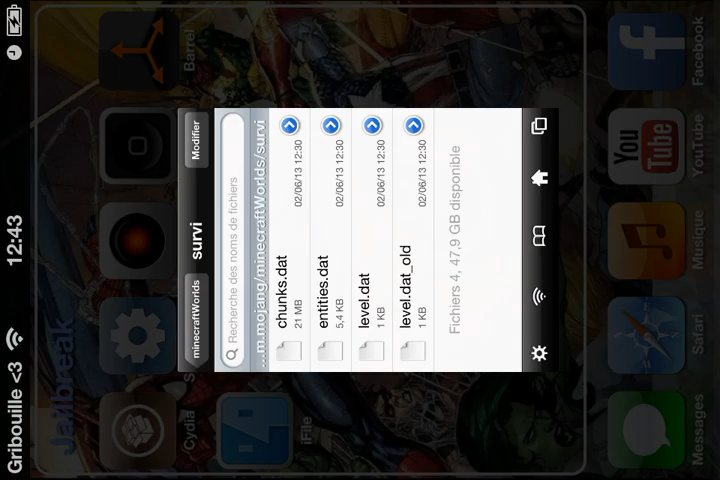 Gribouille <3
12:43
Jailbreak
minecraftWorlds
survi
Modifier
Recherche des noms de fichiers
...m.mojang/minecraftWorlds/survi
chunks.dat
21 MB
02/06/13 12:30
entities.dat
5,4 KB
02/06/13 12:30
level.dat
1 KB
02/06/13 12:30
level.dat_old
1 KB
02/06/13 12:30
Fichiers 4, 47,9 GB disponible
Cydia
S
Barrel
iFile
You
Tube
Messages
Safari
Musique
YouTube
Facebook